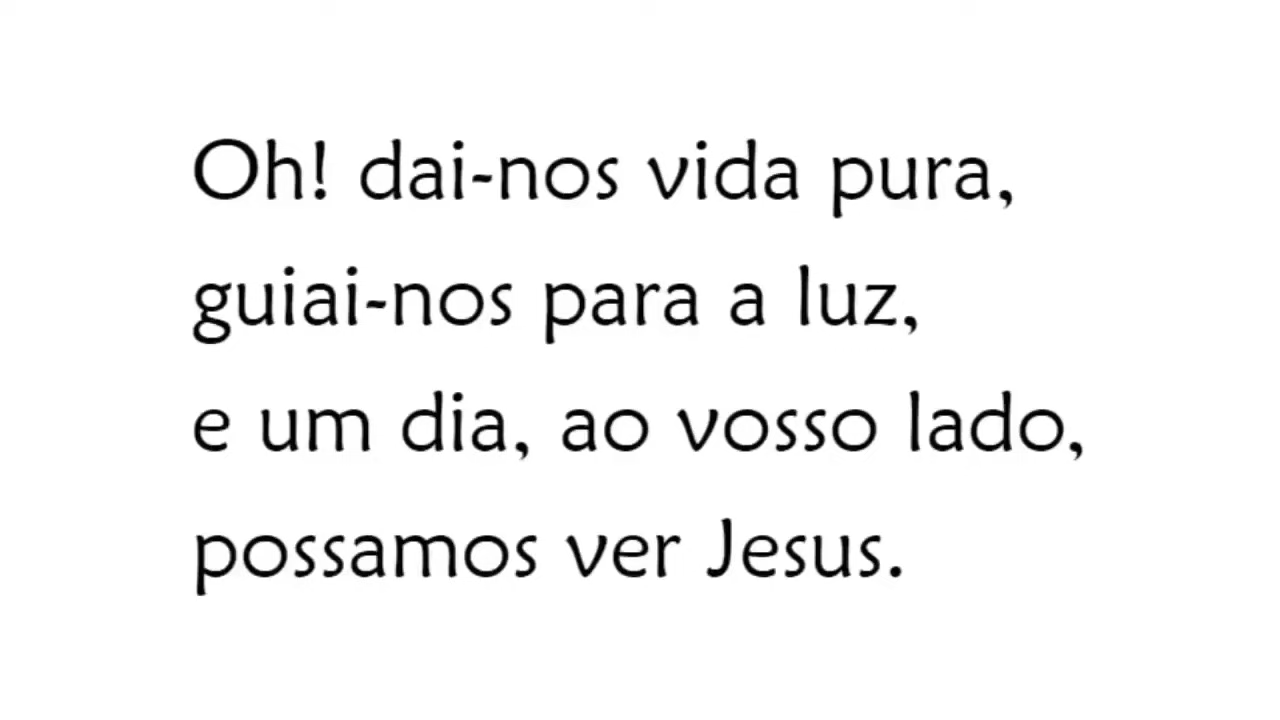 Oh! dai-nos vida pura,
guiai-nos para a luz,
e um dia, ao vosso lado,
possamos ver Jesus.